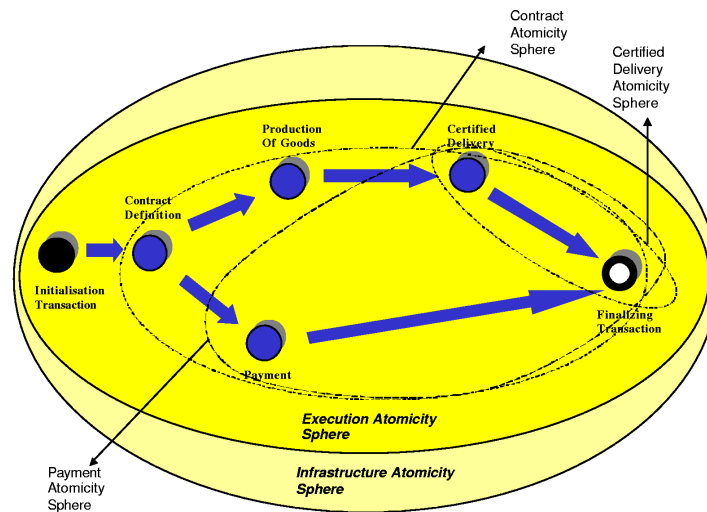 Contract
Atomicity
Sphere
Certified
Delivery
Atomicity
Sphere
Production
Of Goods
Certified
Delivery
Contract
Definition
Initialisation
Transaction
Finalizing
Transaction
Payment
Execution Atomicity
Sphere
Infrastructure Atomicity
Sphere
Payment
Atomicity
Sphere